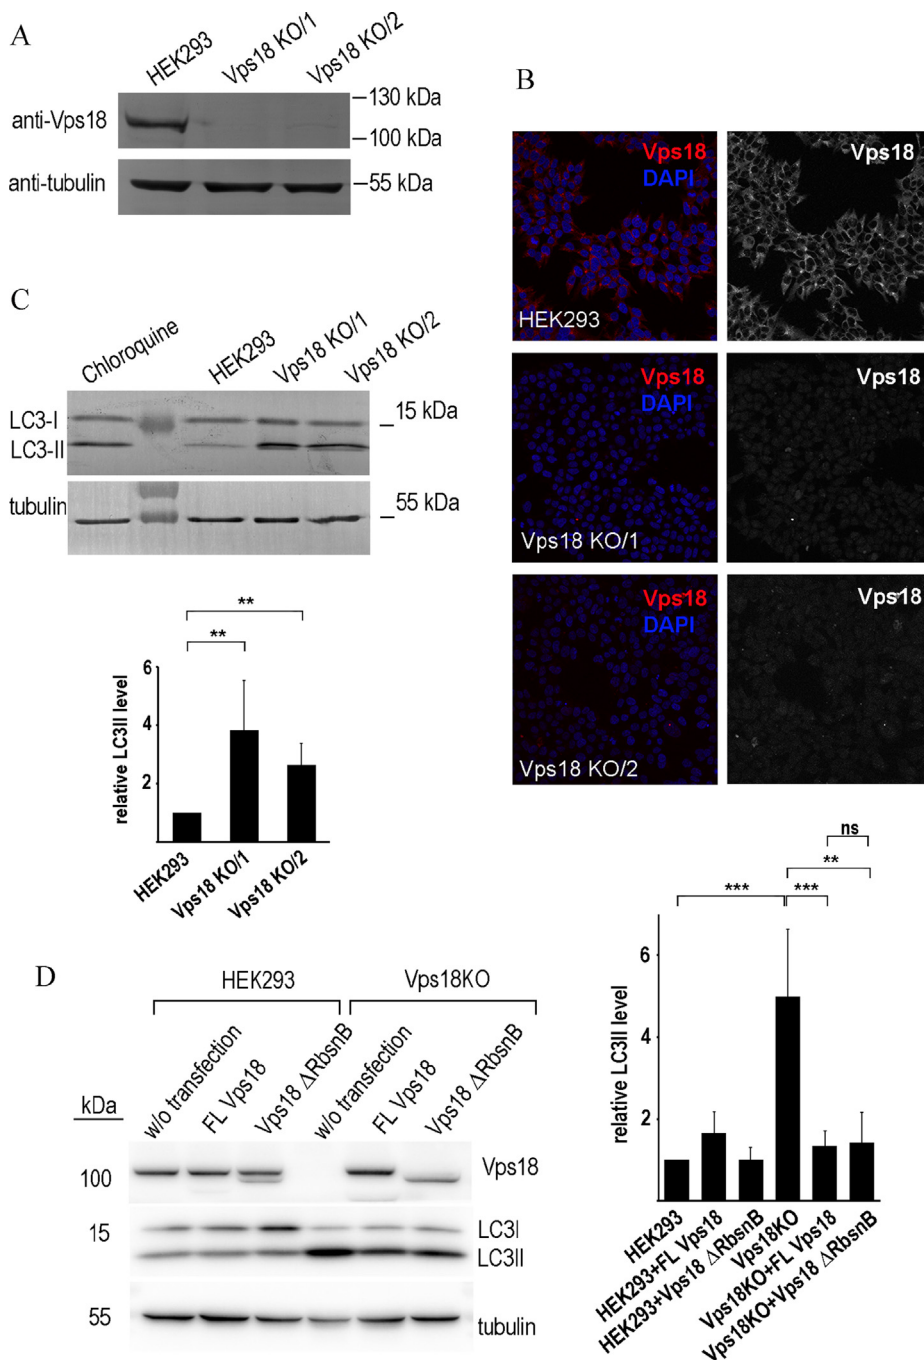 A
HEK293
Vps18 KO/1
Vps18 KO/2
anti-Vps18
130 kDa
100 kDa
anti-tubulin
55 kDa
B
Vps18
DAPI
HEK293
Vps18
Vps18
DAPI
Vps18 KO/1
Vps18
Vps18
DAPI
Vps18 KO/2
Vps18
C
Chloroquine
HEK293
Vps18 KO/1
Vps18 KO/2
LC3-I
LC3-II
15 kDa
tubulin
55 kDa
**
**
relative LC3II level
6
4
2
HEK293
Vps18 KO/1
Vps18 KO/2
D
HEK293
Vps18KO
w/o transfection
FL Vps18
Vps18 ΔRbsnB
w/o transfection
FL Vps18
Vps18 ΔRbsnB
kDa
100
Vps18
15
LC3I
LC3II
55
tubulin
ns
**
***
***
relative LC3II level
6
4
2
HEK293
HEK293+FL Vps18
HEK293+Vps18 ΔRbsnB
Vps18KO
Vps18KO+FL Vps18
Vps18KO+Vps18 ΔRbsnB